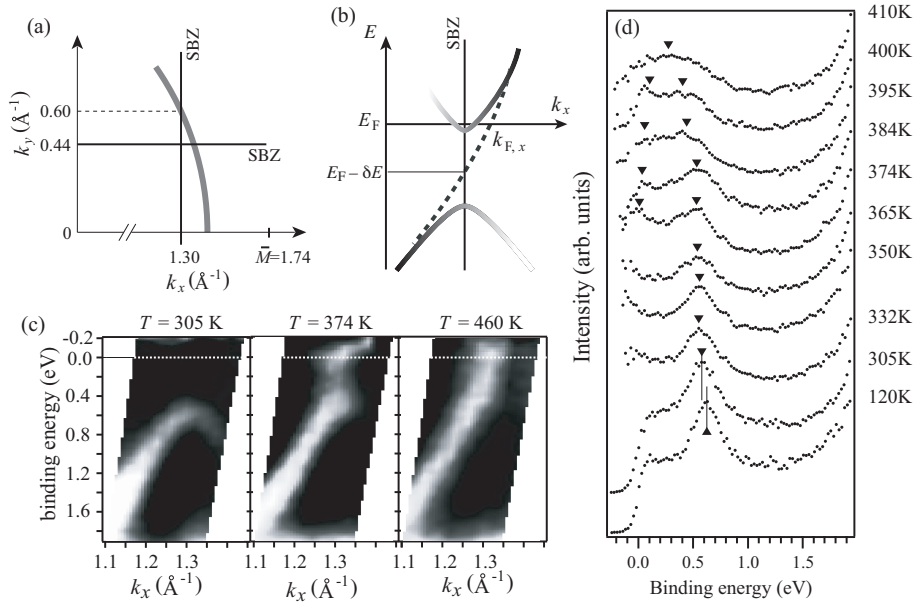 (a)
SBZ
k_y (Å⁻¹)
0.60
0.44
SBZ
0
1.30
M̄=1.74
k_x (Å⁻¹)
(b)
E
SBZ
k_x
E_F
k_F, x
E_F – δE
(c)
T = 305 K
T = 374 K
T = 460 K
binding energy (eV)
-0.2
0.0
0.4
0.8
1.2
1.6
1.1 1.2 1.3
1.1 1.2 1.3
1.1 1.2 1.3
k_x (Å⁻¹)
k_x (Å⁻¹)
k_x (Å⁻¹)
(d)
Intensity (arb. units)
410K
400K
395K
384K
374K
365K
350K
332K
305K
120K
0.0 0.5 1.0 1.5
Binding energy (eV)